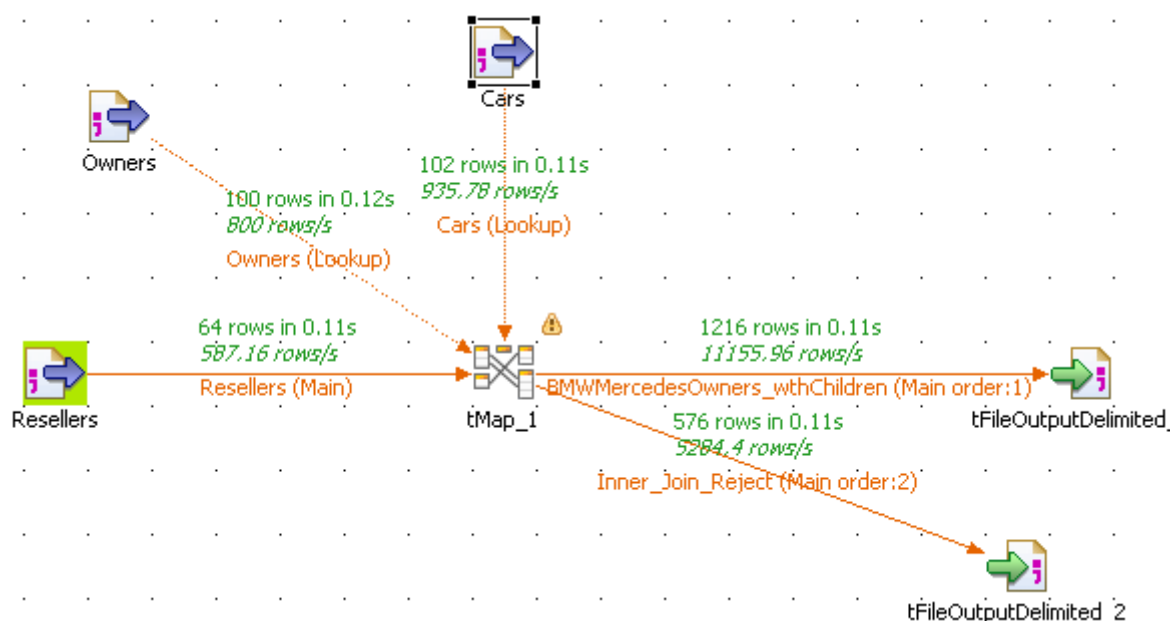 Cars
Owners
102 rows in 0.11s
935.78 rows/s
Cars (Lookup)
100 rows in 0.12s
800 rows/s
Owners (Lookup)
64 rows in 0.11s
587.16 rows/s
Resellers (Main)
Resellers
tMap_1
1216 rows in 0.11s
11155.96 rows/s
BMWMercedesOwners_wthChildren (Main order:1)
tFileOutputDelimited_
576 rows in 0.11s
5284.4 rows/s
Inner_Join_Reject (Main order:2)
tFileOutputDelimited_2